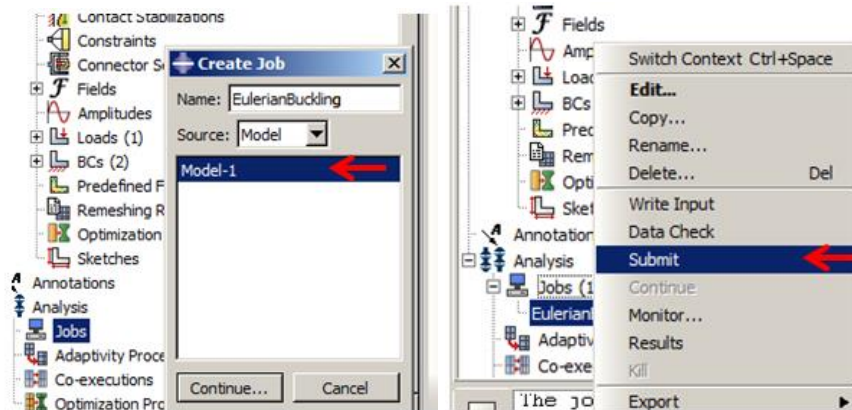 Contact Stabilizations
Constraints
Connector S
Fields
Amplitudes
Loads (1)
BCs (2)
Predefined F
Remeshing R
Optimization
Sketches
Annotations
Analysis
Jobs
Adaptivity Proce
Co-executions
Optimization Pro
Create Job
Name: EulerianBuckling
Source: Model
Model-1
Continue...
Cancel
Fields
Amp
Load
BCs
Pred
Rem
Opti
Sket
Annotation
Analysis
Jobs (1
Eulerian
Adaptiv
Co-exe
The jo
Switch Context Ctrl+Space
Edit...
Copy...
Rename...
Delete... Del
Write Input
Data Check
Submit
Continue
Monitor...
Results
Kill
Export